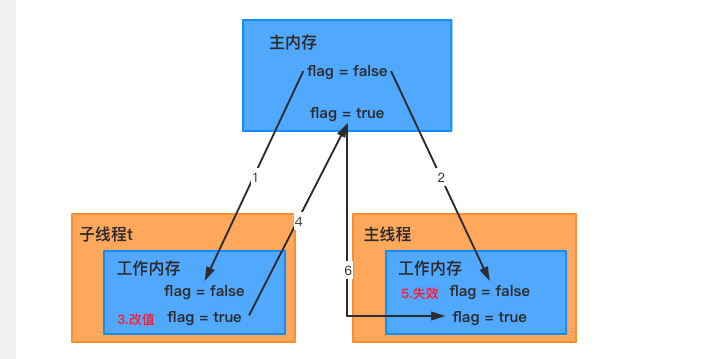 主内存
flag = false
flag = true
1
2
4
子线程t
主线程
工作内存
flag = false
3.改值 flag = true
6
工作内存
5.失效 flag = false
flag = true